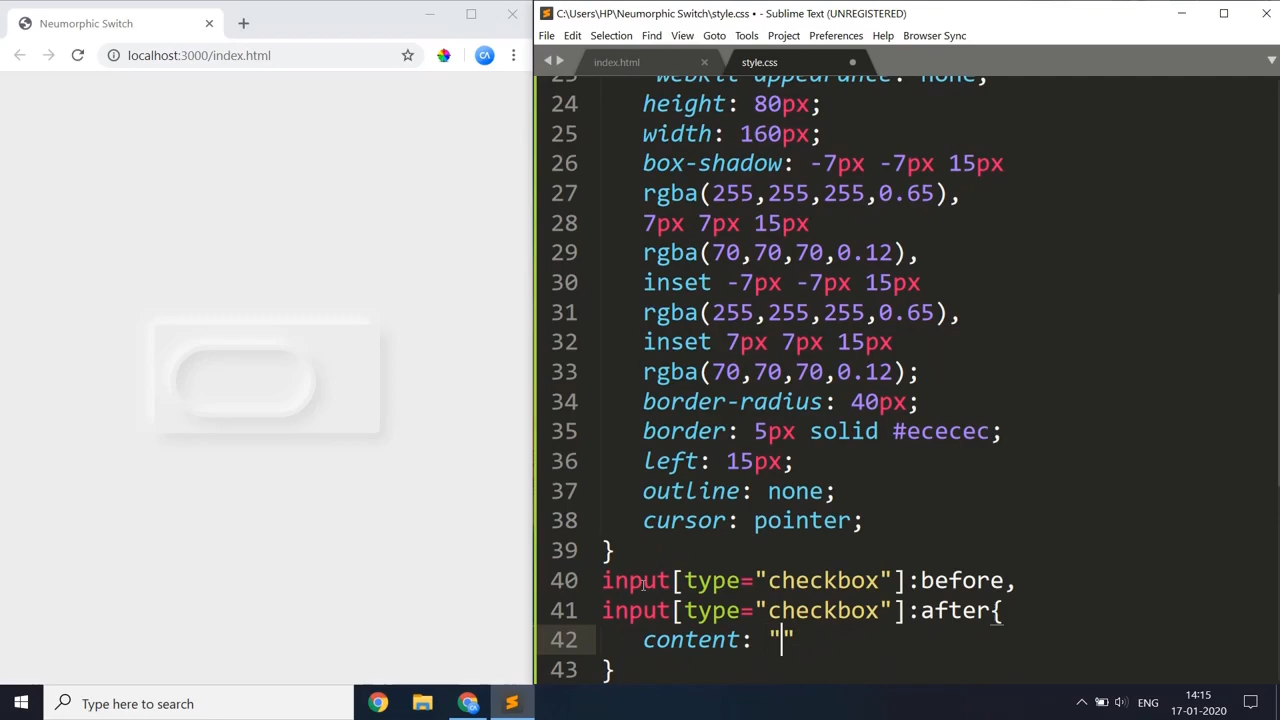 Neumorphic Switch
localhost:3000/index.html
C:\Users\HP\Neumorphic Switch\style.css • - Sublime Text (UNREGISTERED)
File Edit Selection Find View Goto Tools Project Preferences Help Browser Sync
index.html style.css
23 -webkit-appearance: none;
24 height: 80px;
25 width: 160px;
26 box-shadow: -7px -7px 15px
27 rgba(255,255,255,0.65),
28 7px 7px 15px
29 rgba(70,70,70,0.12),
30 inset -7px -7px 15px
31 rgba(255,255,255,0.65),
32 inset 7px 7px 15px
33 rgba(70,70,70,0.12);
34 border-radius: 40px;
35 border: 5px solid #ececec;
36 left: 15px;
37 outline: none;
38 cursor: pointer;
39 }
40 input[type="checkbox"]:before,
41 input[type="checkbox"]:after{
42 content: ""
43 }
Type here to search
ENG
14:15
17-01-2020